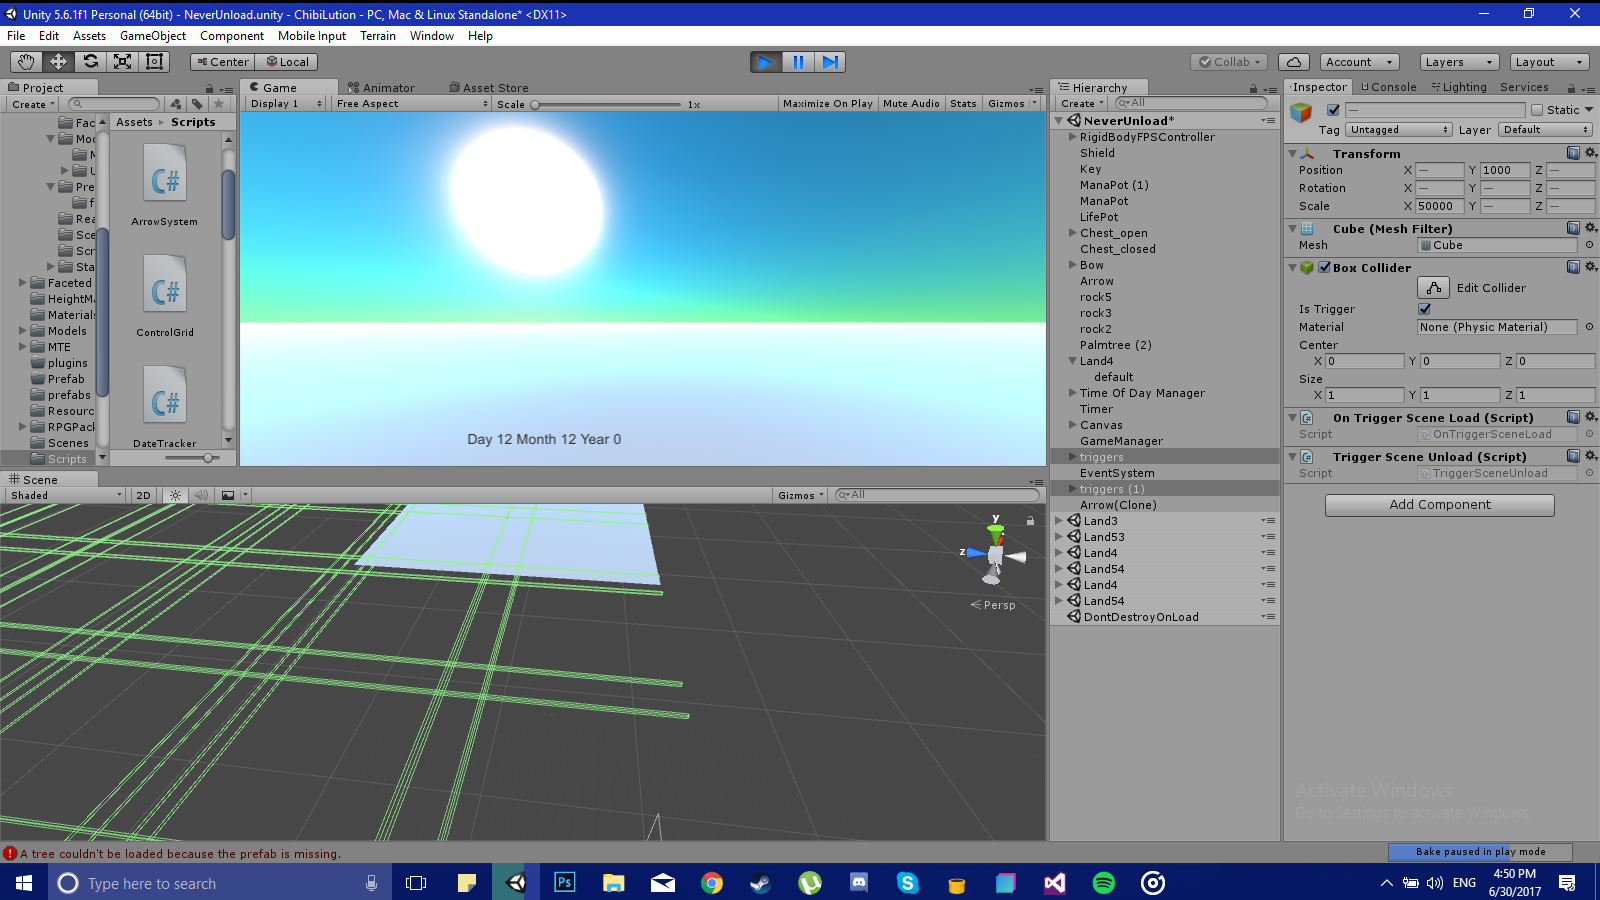 Unity 5.6.1f1 Personal (64bit) - NeverUnload.unity - ChibiLution - PC, Mac & Linux Standalone* <DX11>
File Edit Assets GameObject Component Mobile Input Terrain Window Help
Center Local
Collab Account Layers Layout
Project
Create
Fac
Mod
M
U
Pre
f
Rea
Sce
Scr
Sta
Faceted
HeightMa
Materials
Models
MTE
plugins
Prefab
prefabs
Resourc
RPGPack
Scenes
Scripts
Assets Scripts
C#
ArrowSystem
C#
ControlGrid
C#
DateTracker
Game Animator Asset Store
Display 1 Free Aspect Scale 1x Maximize On Play Mute Audio Stats Gizmos
Day 12 Month 12 Year 0
Scene
Shaded 2D Gizmos All
y
z
Persp
Hierarchy
Create All
NeverUnload*
RigidBodyFPSController
Shield
Key
ManaPot (1)
ManaPot
LifePot
Chest_open
Chest_closed
Bow
Arrow
rock5
rock3
rock2
Palmtree (2)
Land4
default
Time Of Day Manager
Timer
Canvas
GameManager
triggers
EventSystem
triggers (1)
Arrow(Clone)
Land3
Land53
Land4
Land54
Land4
Land54
DontDestroyOnLoad
Inspector Console Lighting Services
— Static
Tag Untagged Layer Default
Transform
Position X — Y 1000 Z —
Rotation X — Y — Z —
Scale X 50000 Y — Z —
Cube (Mesh Filter)
Mesh Cube
Box Collider
Edit Collider
Is Trigger
Material None (Physic Material)
Center
X 0 Y 0 Z 0
Size
X 1 Y 1 Z 1
On Trigger Scene Load (Script)
Script OnTriggerSceneLoad
Trigger Scene Unload (Script)
Script TriggerSceneUnload
Add Component
Activate Windows
Go to Settings to activate Windows.
A tree couldn't be loaded because the prefab is missing.
Bake paused in play mode
Type here to search
Ps
ENG
4:50 PM
6/30/2017